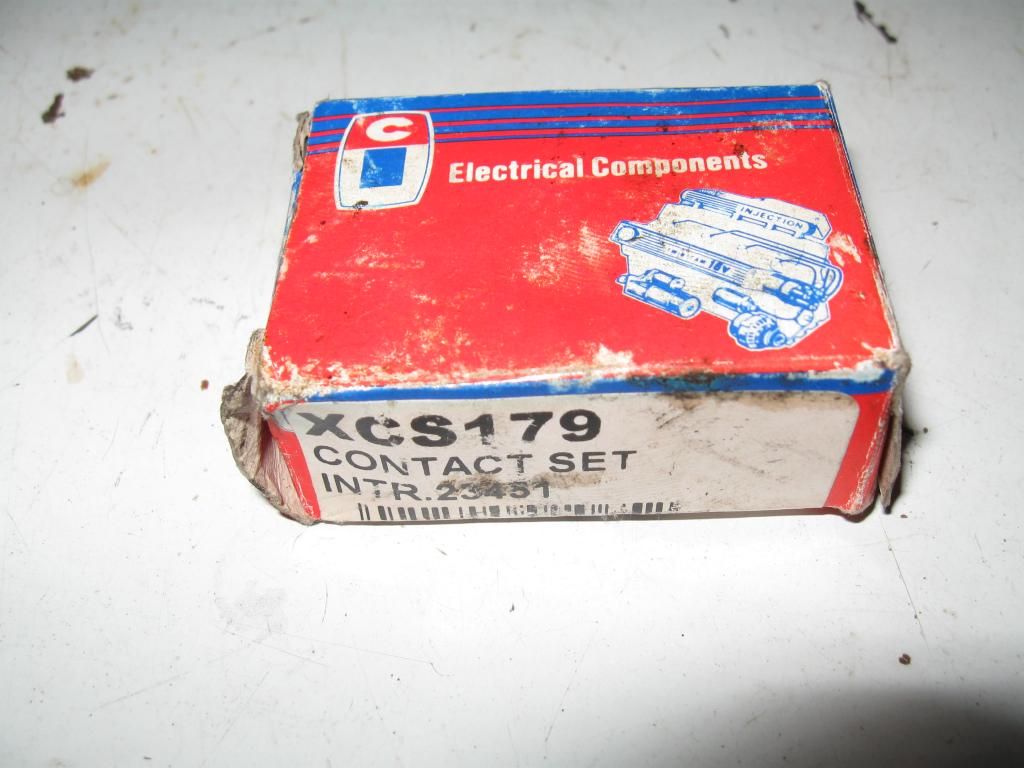 C
Electrical Components
INJECTION
XCS179
CONTACT SET
INTR.23451